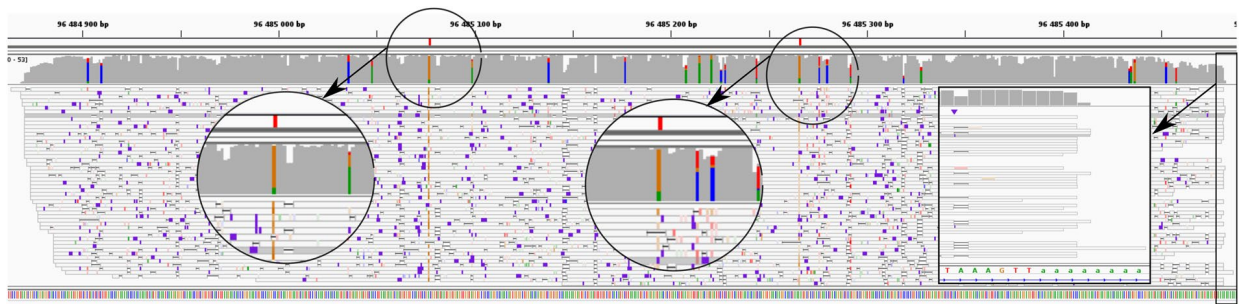 96 484 900 bp 96 485 000 bp 96 485 100 bp 96 485 200 bp 96 485 300 bp 96 485 400 bp
0 - 53]
T A A A G T T a a a a a a a a